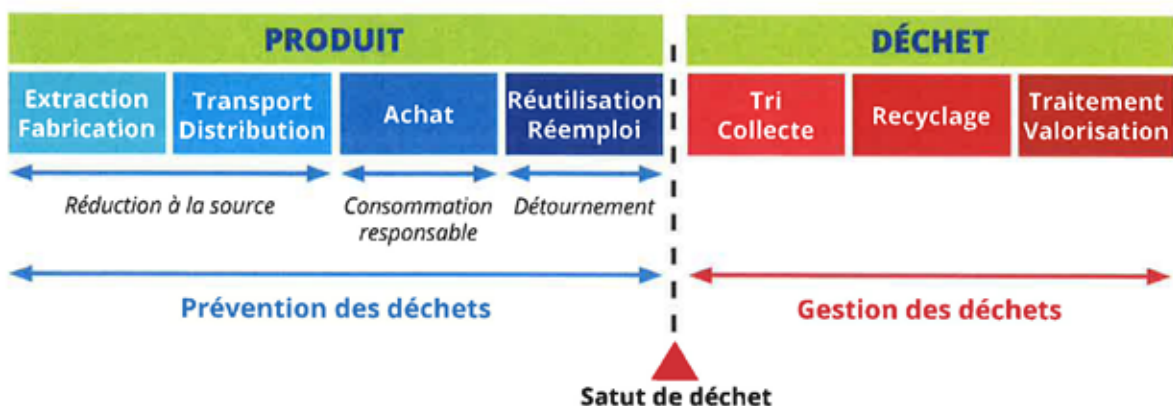 PRODUIT
DÉCHET
Extraction
Fabrication
Transport
Distribution
Achat
Réutilisation
Réemploi
Tri
Collecte
Recyclage
Traitement
Valorisation
Réduction à la source
Consommation
responsable
Détournement
Prévention des déchets
Gestion des déchets
Satut de déchet